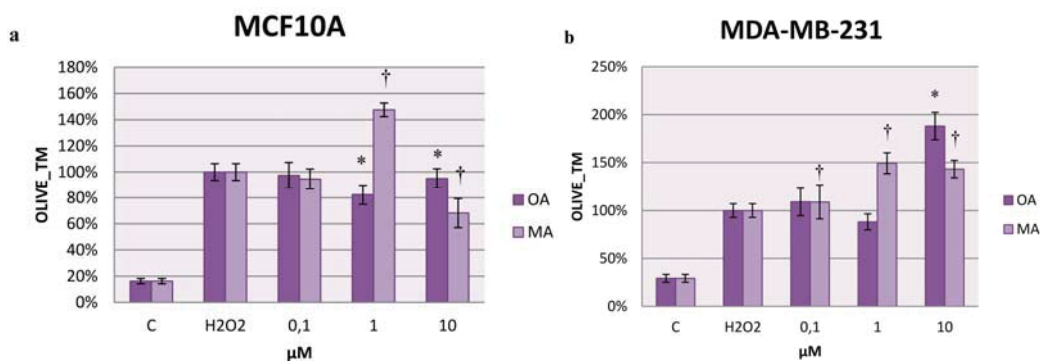 a
MCF10A
180%
160%
140%
120%
100%
80%
60%
40%
20%
0%
OLIVE_TM
†
*
*
†
C H2O2 0,1 1 10
µM
OA
MA
b
MDA-MB-231
250%
200%
150%
100%
50%
0%
OLIVE_TM
*
†
†
†
C H2O2 0,1 1 10
µM
OA
MA